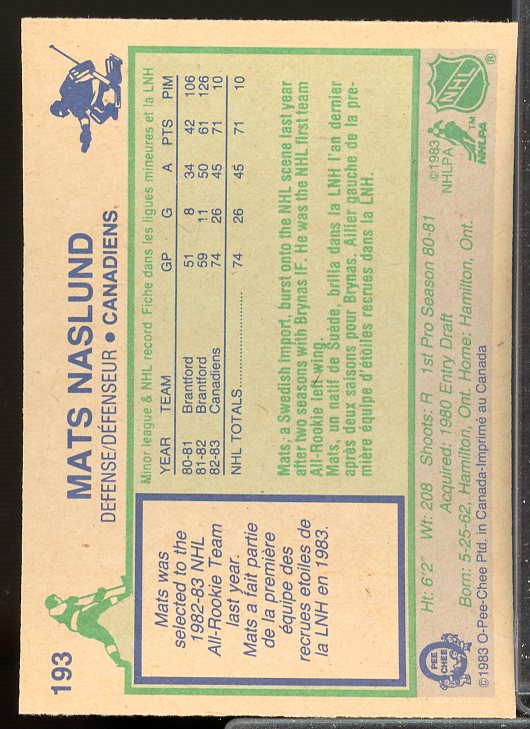 193
MATS NASLUND
DEFENSE/DÉFENSEUR • CANADIENS
Mats was
selected to the
1982-83 NHL
All-Rookie Team
last year.
Mats a fait partie
de la première
équipe des
recrues etoiles de
la LNH en 1983.
Minor league & NHL record Fiche dans les ligues mineures et la LNH
YEAR TEAM GP G A PTS PIM
80-81 Brantford 51 8 34 42 106
81-82 Brantford 59 11 50 61 126
82-83 Canadiens 74 26 45 71 10
NHL TOTALS.................... 74 26 45 71 10
Mats, a Swedish import, burst onto the NHL scene last year
after two seasons with Brynas IF. He was the NHL first team
All-Rookie left-wing.
Mats, un natif de Suède, brilla dans la LNH l'an dernier
après deux saisons pour Brynas. Ailier gauche de la pre-
mière équipe d'étoiles recrues dans la LNH.
Ht: 6'2" Wt: 208 Shoots: R 1st Pro Season 80-81
Acquired: 1980 Entry Draft
Born: 5-25-62, Hamilton, Ont. Home: Hamilton, Ont.
©1983 O-Pee-Chee Ptd. in Canada-Imprimé au Canada
O PEE CHEE
©1983
NHLPA
NHLPA ™
NHL ®